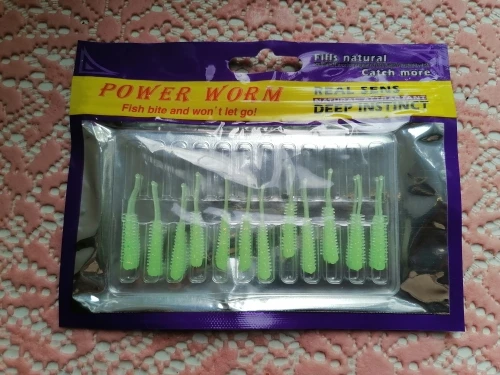 Fills natural
Catch more
POWER WORM
Fish bite and won't let go!
REAL SENS
DEEP INSTINCT